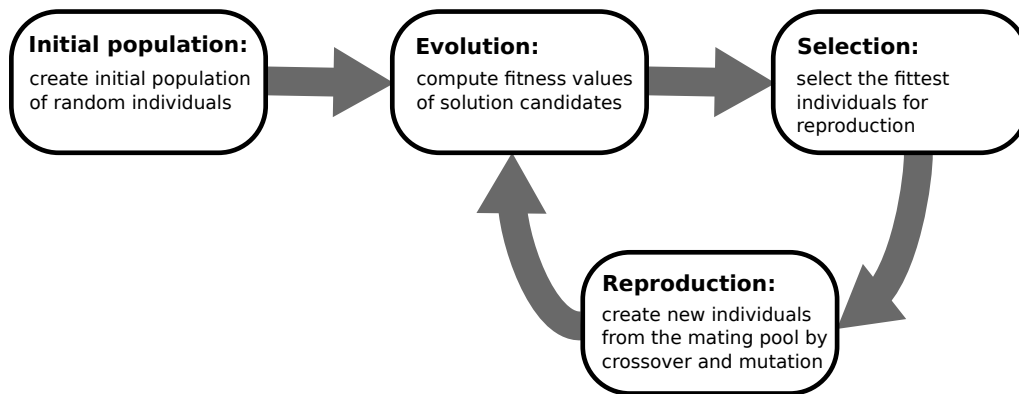 Initial population:
create initial population
of random individuals
Evolution:
compute fitness values
of solution candidates
Selection:
select the fittest
individuals for
reproduction
Reproduction:
create new individuals
from the mating pool by
crossover and mutation